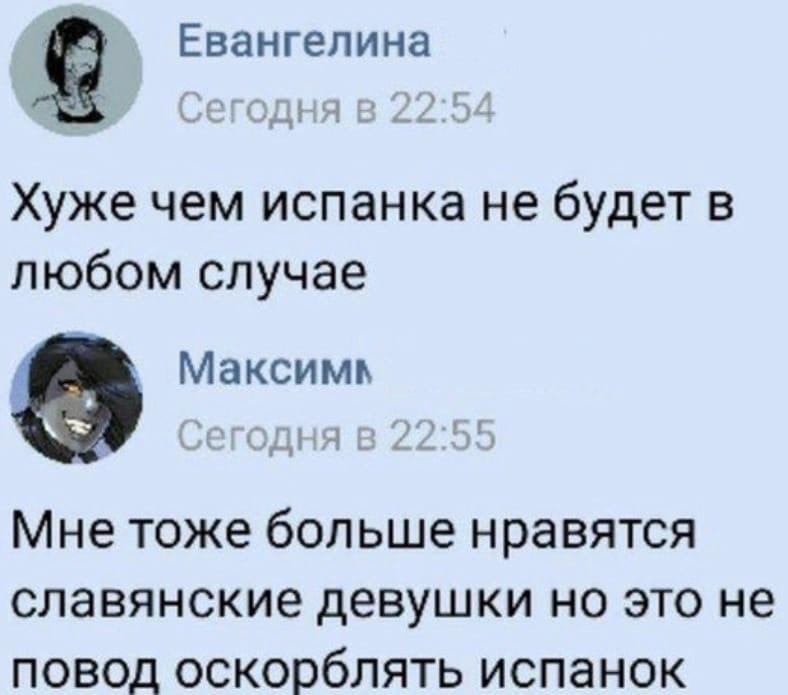 Евангелина
Сегодня в 22:54
Хуже чем испанка не будет в
любом случае
Максим
Сегодня в 22:55
Мне тоже больше нравятся
славянские девушки но это не
повод оскорблять испанок